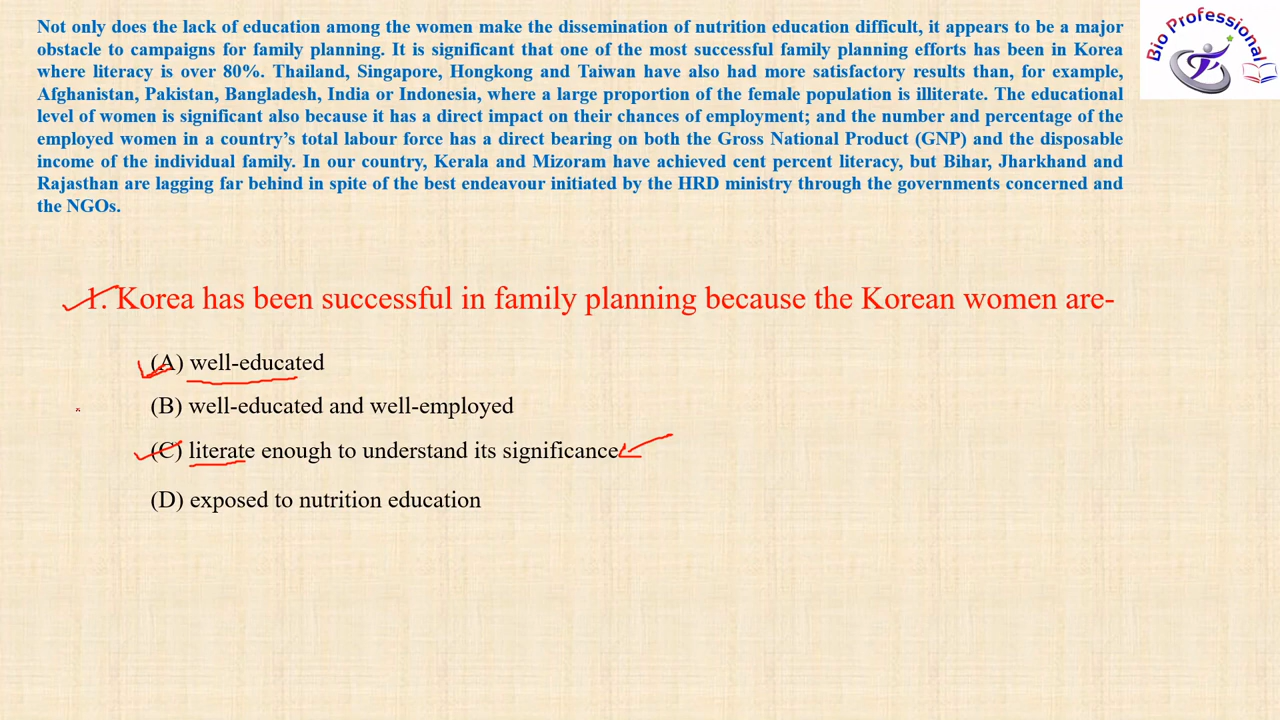 Not only does the lack of education among the women make the dissemination of nutrition education difficult, it appears to be a major
obstacle to campaigns for family planning. It is significant that one of the most successful family planning efforts has been in Korea
where literacy is over 80%. Thailand, Singapore, Hongkong and Taiwan have also had more satisfactory results than, for example,
Afghanistan, Pakistan, Bangladesh, India or Indonesia, where a large proportion of the female population is illiterate. The educational
level of women is significant also because it has a direct impact on their chances of employment; and the number and percentage of the
employed women in a country's total labour force has a direct bearing on both the Gross National Product (GNP) and the disposable
income of the individual family. In our country, Kerala and Mizoram have achieved cent percent literacy, but Bihar, Jharkhand and
Rajasthan are lagging far behind in spite of the best endeavour initiated by the HRD ministry through the governments concerned and
the NGOs.
Bio Professional
1. Korea has been successful in family planning because the Korean women are-
(A) well-educated
(B) well-educated and well-employed
(C) literate enough to understand its significance
(D) exposed to nutrition education